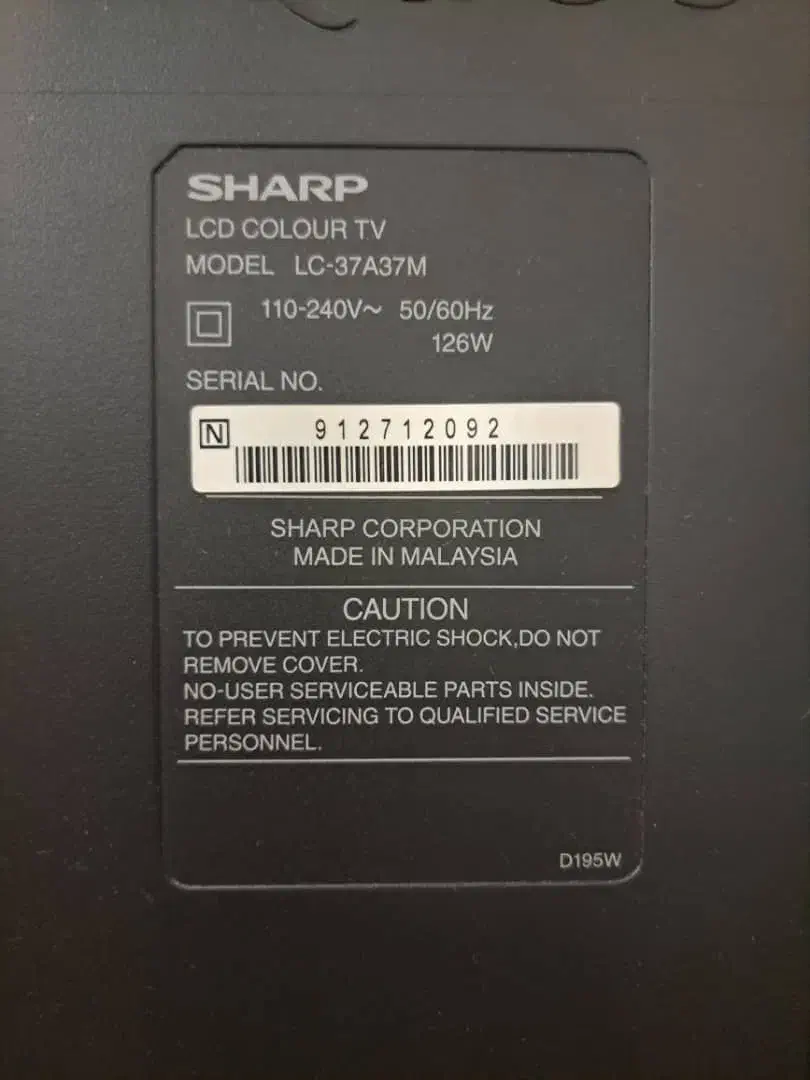 SHARP
LCD COLOUR TV
MODEL LC-37A37M
110-240V~ 50/60Hz
126W
SERIAL NO.
N 912712092
SHARP CORPORATION
MADE IN MALAYSIA
CAUTION
TO PREVENT ELECTRIC SHOCK,DO NOT
REMOVE COVER.
NO-USER SERVICEABLE PARTS INSIDE.
REFER SERVICING TO QUALIFIED SERVICE
PERSONNEL.
D195W